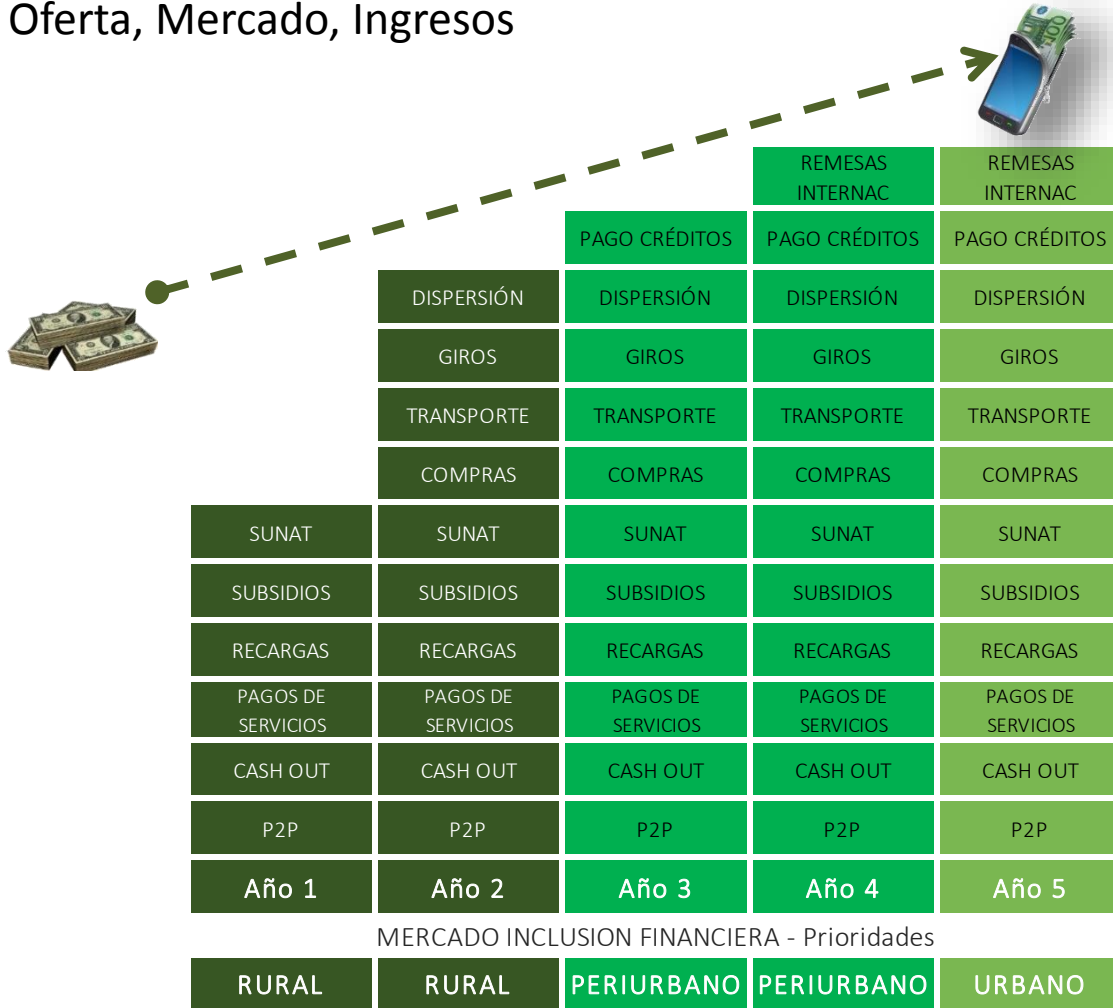 Oferta, Mercado, Ingresos
REMESAS REMESAS
INTERNAC INTERNAC
PAGO CRÉDITOS PAGO CRÉDITOS PAGO CRÉDITOS
DISPERSIÓN DISPERSIÓN DISPERSIÓN DISPERSIÓN
GIROS GIROS GIROS GIROS
TRANSPORTE TRANSPORTE TRANSPORTE TRANSPORTE
COMPRAS COMPRAS COMPRAS COMPRAS
SUNAT SUNAT SUNAT SUNAT SUNAT
SUBSIDIOS SUBSIDIOS SUBSIDIOS SUBSIDIOS SUBSIDIOS
RECARGAS RECARGAS RECARGAS RECARGAS RECARGAS
PAGOS DE PAGOS DE PAGOS DE PAGOS DE PAGOS DE
SERVICIOS SERVICIOS SERVICIOS SERVICIOS SERVICIOS
CASH OUT CASH OUT CASH OUT CASH OUT CASH OUT
P2P P2P P2P P2P P2P
Año 1 Año 2 Año 3 Año 4 Año 5
MERCADO INCLUSION FINANCIERA - Prioridades
RURAL RURAL PERIURBANO PERIURBANO URBANO